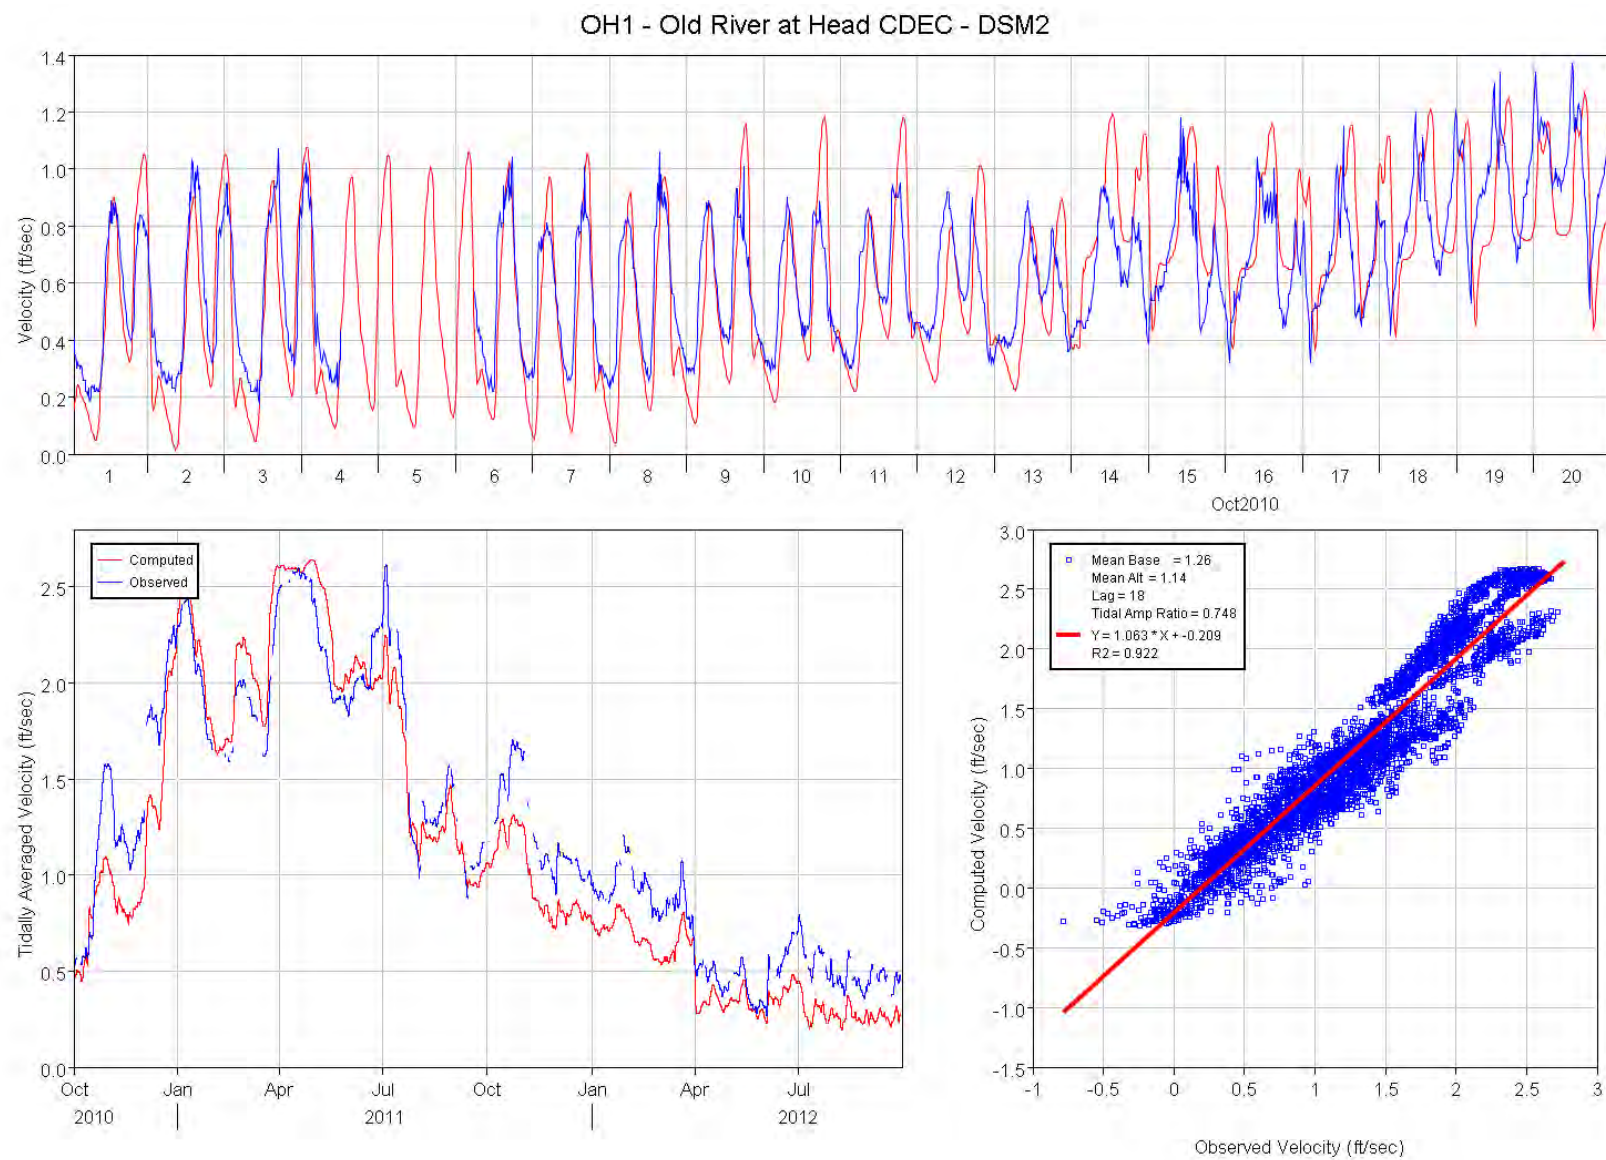 OH1 - Old River at Head CDEC - DSM2
1.4
1.2
1.0
0.8
0.6
0.4
0.2
0.0
Velocity (ft/sec)
1 2 3 4 5 6 7 8 9 10 11 12 13 14 15 16 17 18 19 20
Oct2010
2.5
2.0
1.5
1.0
0.5
0.0
Tidally Averaged Velocity (ft/sec)
Computed
Observed
Oct Jan Apr Jul Oct Jan Apr Jul
2010 2011 2012
3.0
2.5
2.0
1.5
1.0
0.5
0.0
-0.5
-1.0
-1.5
Computed Velocity (ft/sec)
Mean Base = 1.26
Mean Alt = 1.14
Lag = 18
Tidal Amp Ratio = 0.748
Y = 1.063 * X + -0.209
R2 = 0.922
-1 -0.5 0 0.5 1 1.5 2 2.5 3
Observed Velocity (ft/sec)